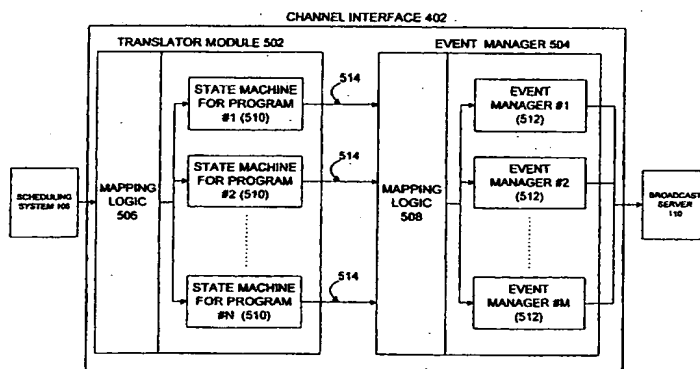 CHANNEL INTERFACE 402
TRANSLATOR MODULE 502
EVENT MANAGER 504
SCHEDULING
SYSTEM 108
MAPPING
LOGIC 506
STATE MACHINE
FOR PROGRAM
#1 (510)
514
STATE MACHINE
FOR PROGRAM
#2 (510)
514
STATE MACHINE
FOR PROGRAM
#N (510)
514
MAPPING
LOGIC 508
EVENT
MANAGER #1
(512)
EVENT
MANAGER #2
(512)
EVENT
MANAGER #M
(512)
BROADCAST
SERVER
110